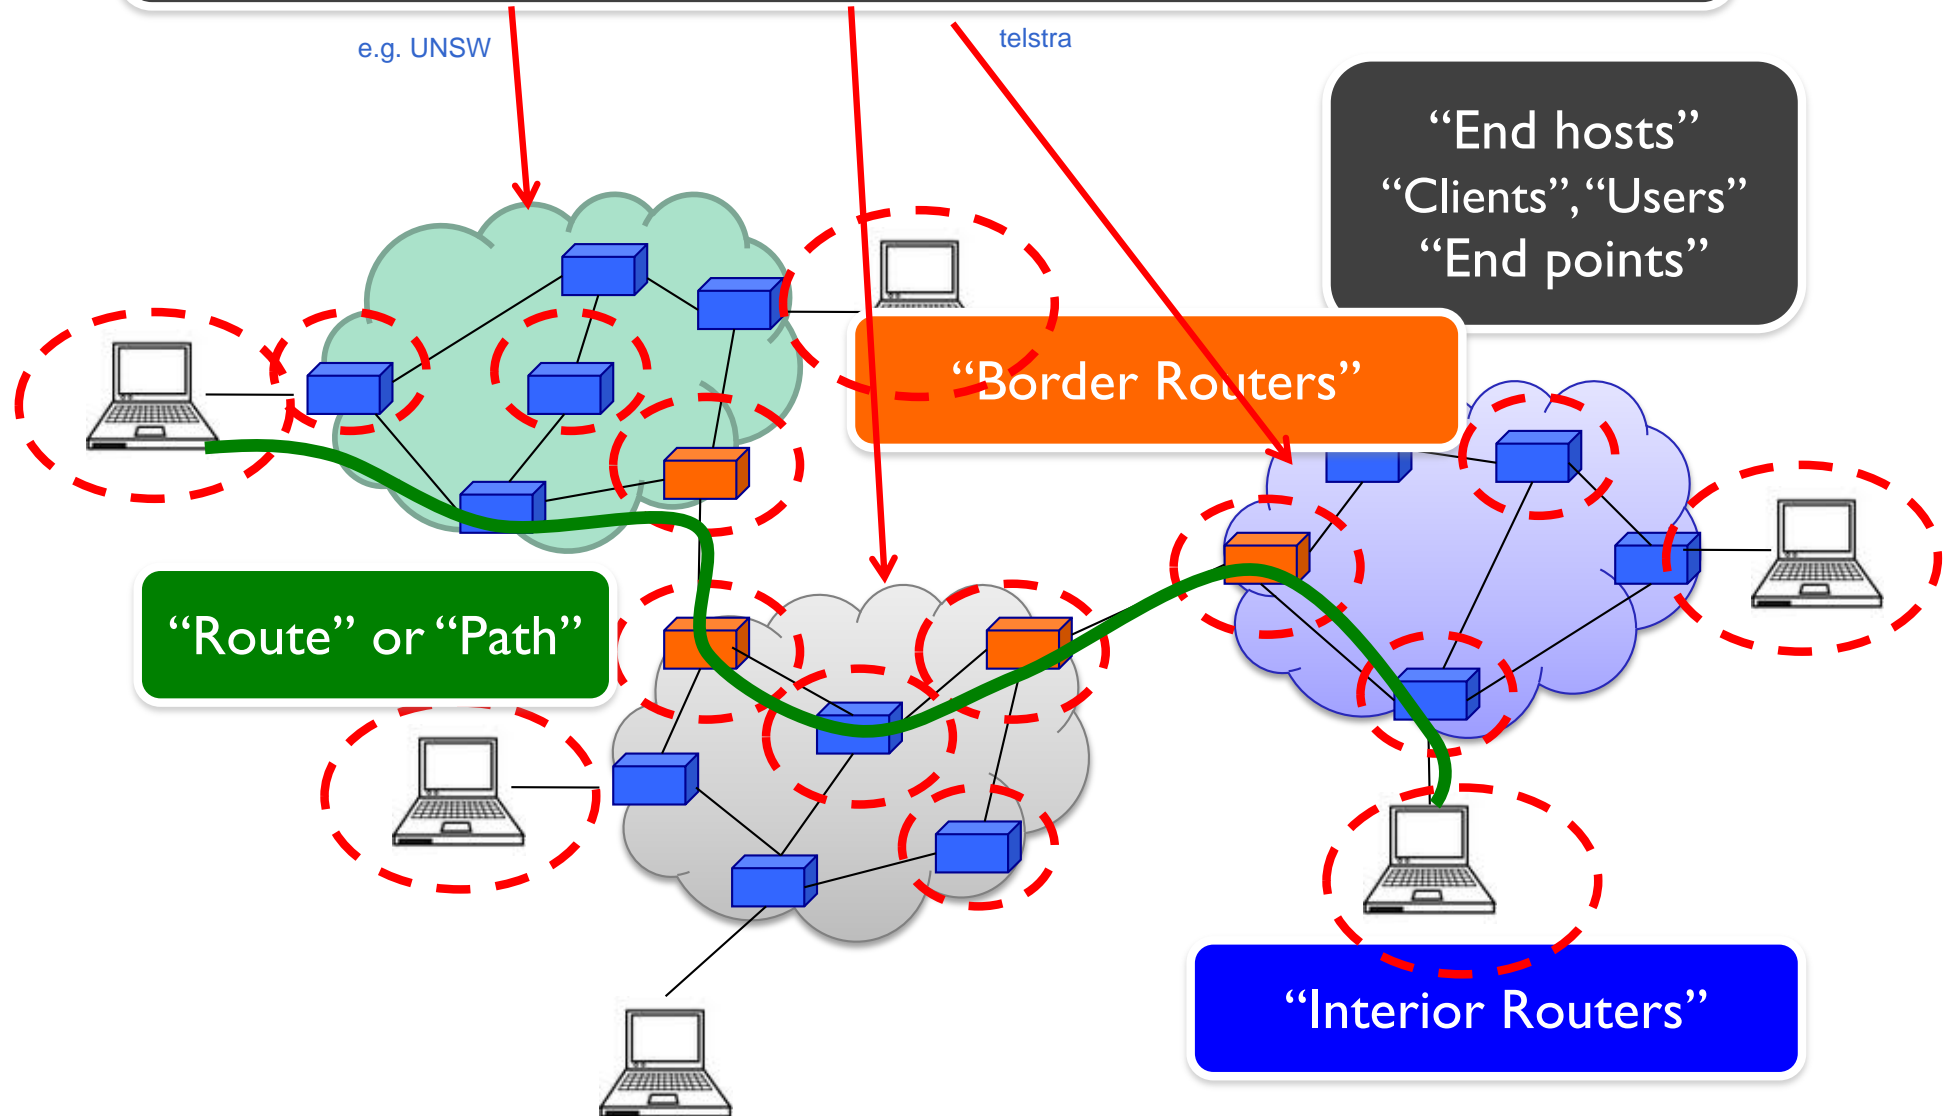 e.g. UNSW
telstra
“End hosts”
“Clients”, “Users”
“End points”
“Border Routers”
“Route” or “Path”
“Interior Routers”